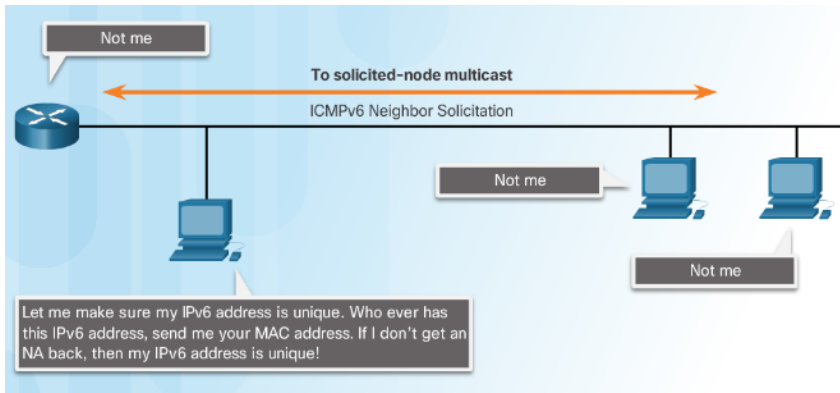 Not me
To solicited-node multicast
ICMPv6 Neighbor Solicitation
Not me
Not me
Let me make sure my IPv6 address is unique. Who ever has
this IPv6 address, send me your MAC address. If I don't get an
NA back, then my IPv6 address is unique!